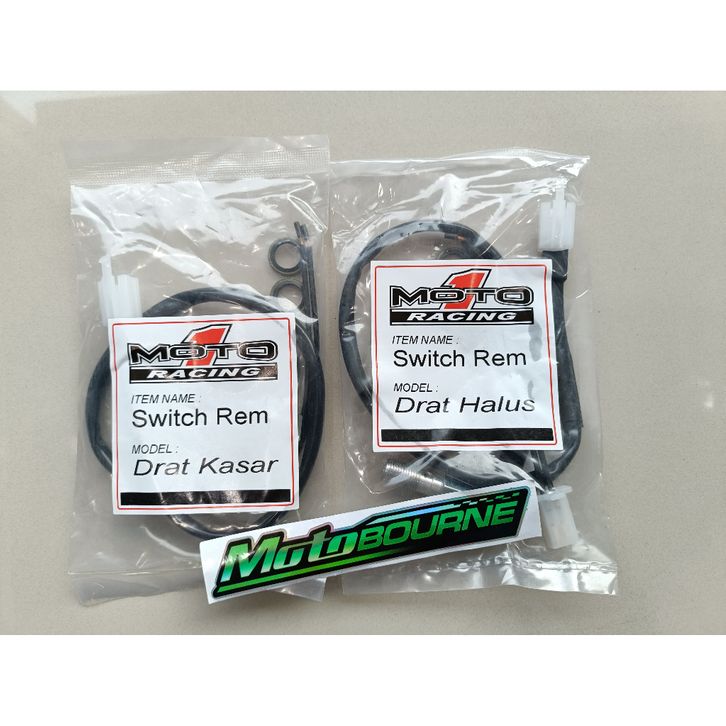 MOTO 1
RACING
ITEM NAME :
Switch Rem
MODEL :
Drat Kasar
MOTO 1
RACING
ITEM NAME :
Switch Rem
MODEL :
Drat Halus
MotoBOURNE